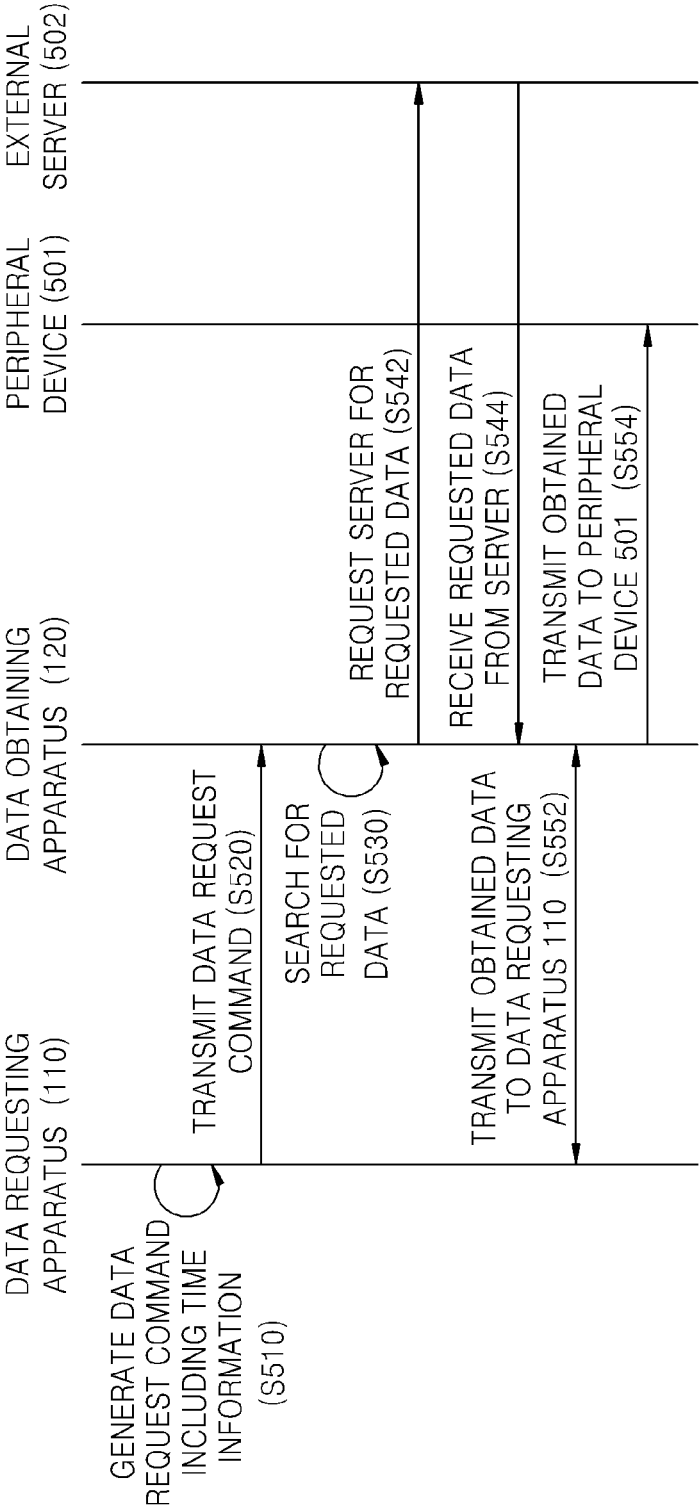 DATA REQUESTING
APPARATUS (110)
DATA OBTAINING
APPARATUS (120)
PERIPHERAL
DEVICE (501)
EXTERNAL
SERVER (502)
GENERATE DATA
REQUEST COMMAND
INCLUDING TIME
INFORMATION
(S510)
TRANSMIT DATA REQUEST
COMMAND (S520)
SEARCH FOR
REQUESTED
DATA (S530)
REQUEST SERVER FOR
REQUESTED DATA (S542)
RECEIVE REQUESTED DATA
FROM SERVER (S544)
TRANSMIT OBTAINED DATA
TO DATA REQUESTING
APPARATUS 110 (S552)
TRANSMIT OBTAINED
DATA TO PERIPHERAL
DEVICE 501 (S554)